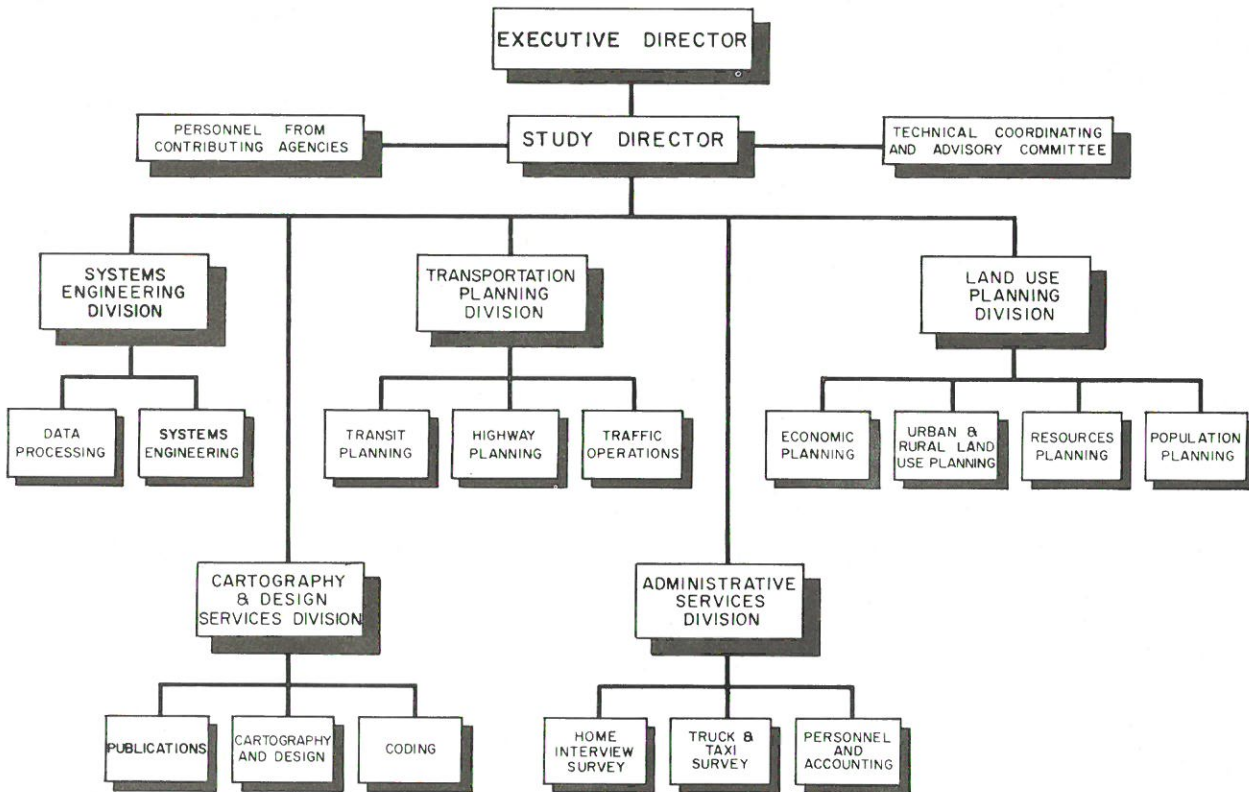 EXECUTIVE DIRECTOR
PERSONNEL FROM
CONTRIBUTING AGENCIES
STUDY DIRECTOR
TECHNICAL COORDINATING
AND ADVISORY COMMITTEE
SYSTEMS
ENGINEERING
DIVISION
TRANSPORTATION
PLANNING
DIVISION
LAND USE
PLANNING
DIVISION
DATA
PROCESSING
SYSTEMS
ENGINEERING
TRANSIT
PLANNING
HIGHWAY
PLANNING
TRAFFIC
OPERATIONS
ECONOMIC
PLANNING
URBAN &
RURAL LAND
USE PLANNING
RESOURCES
PLANNING
POPULATION
PLANNING
CARTOGRAPHY
& DESIGN
SERVICES DIVISION
ADMINISTRATIVE
SERVICES
DIVISION
PUBLICATIONS
CARTOGRAPHY
AND DESIGN
CODING
HOME
INTERVIEW
SURVEY
TRUCK &
TAXI
SURVEY
PERSONNEL AND
ACCOUNTING